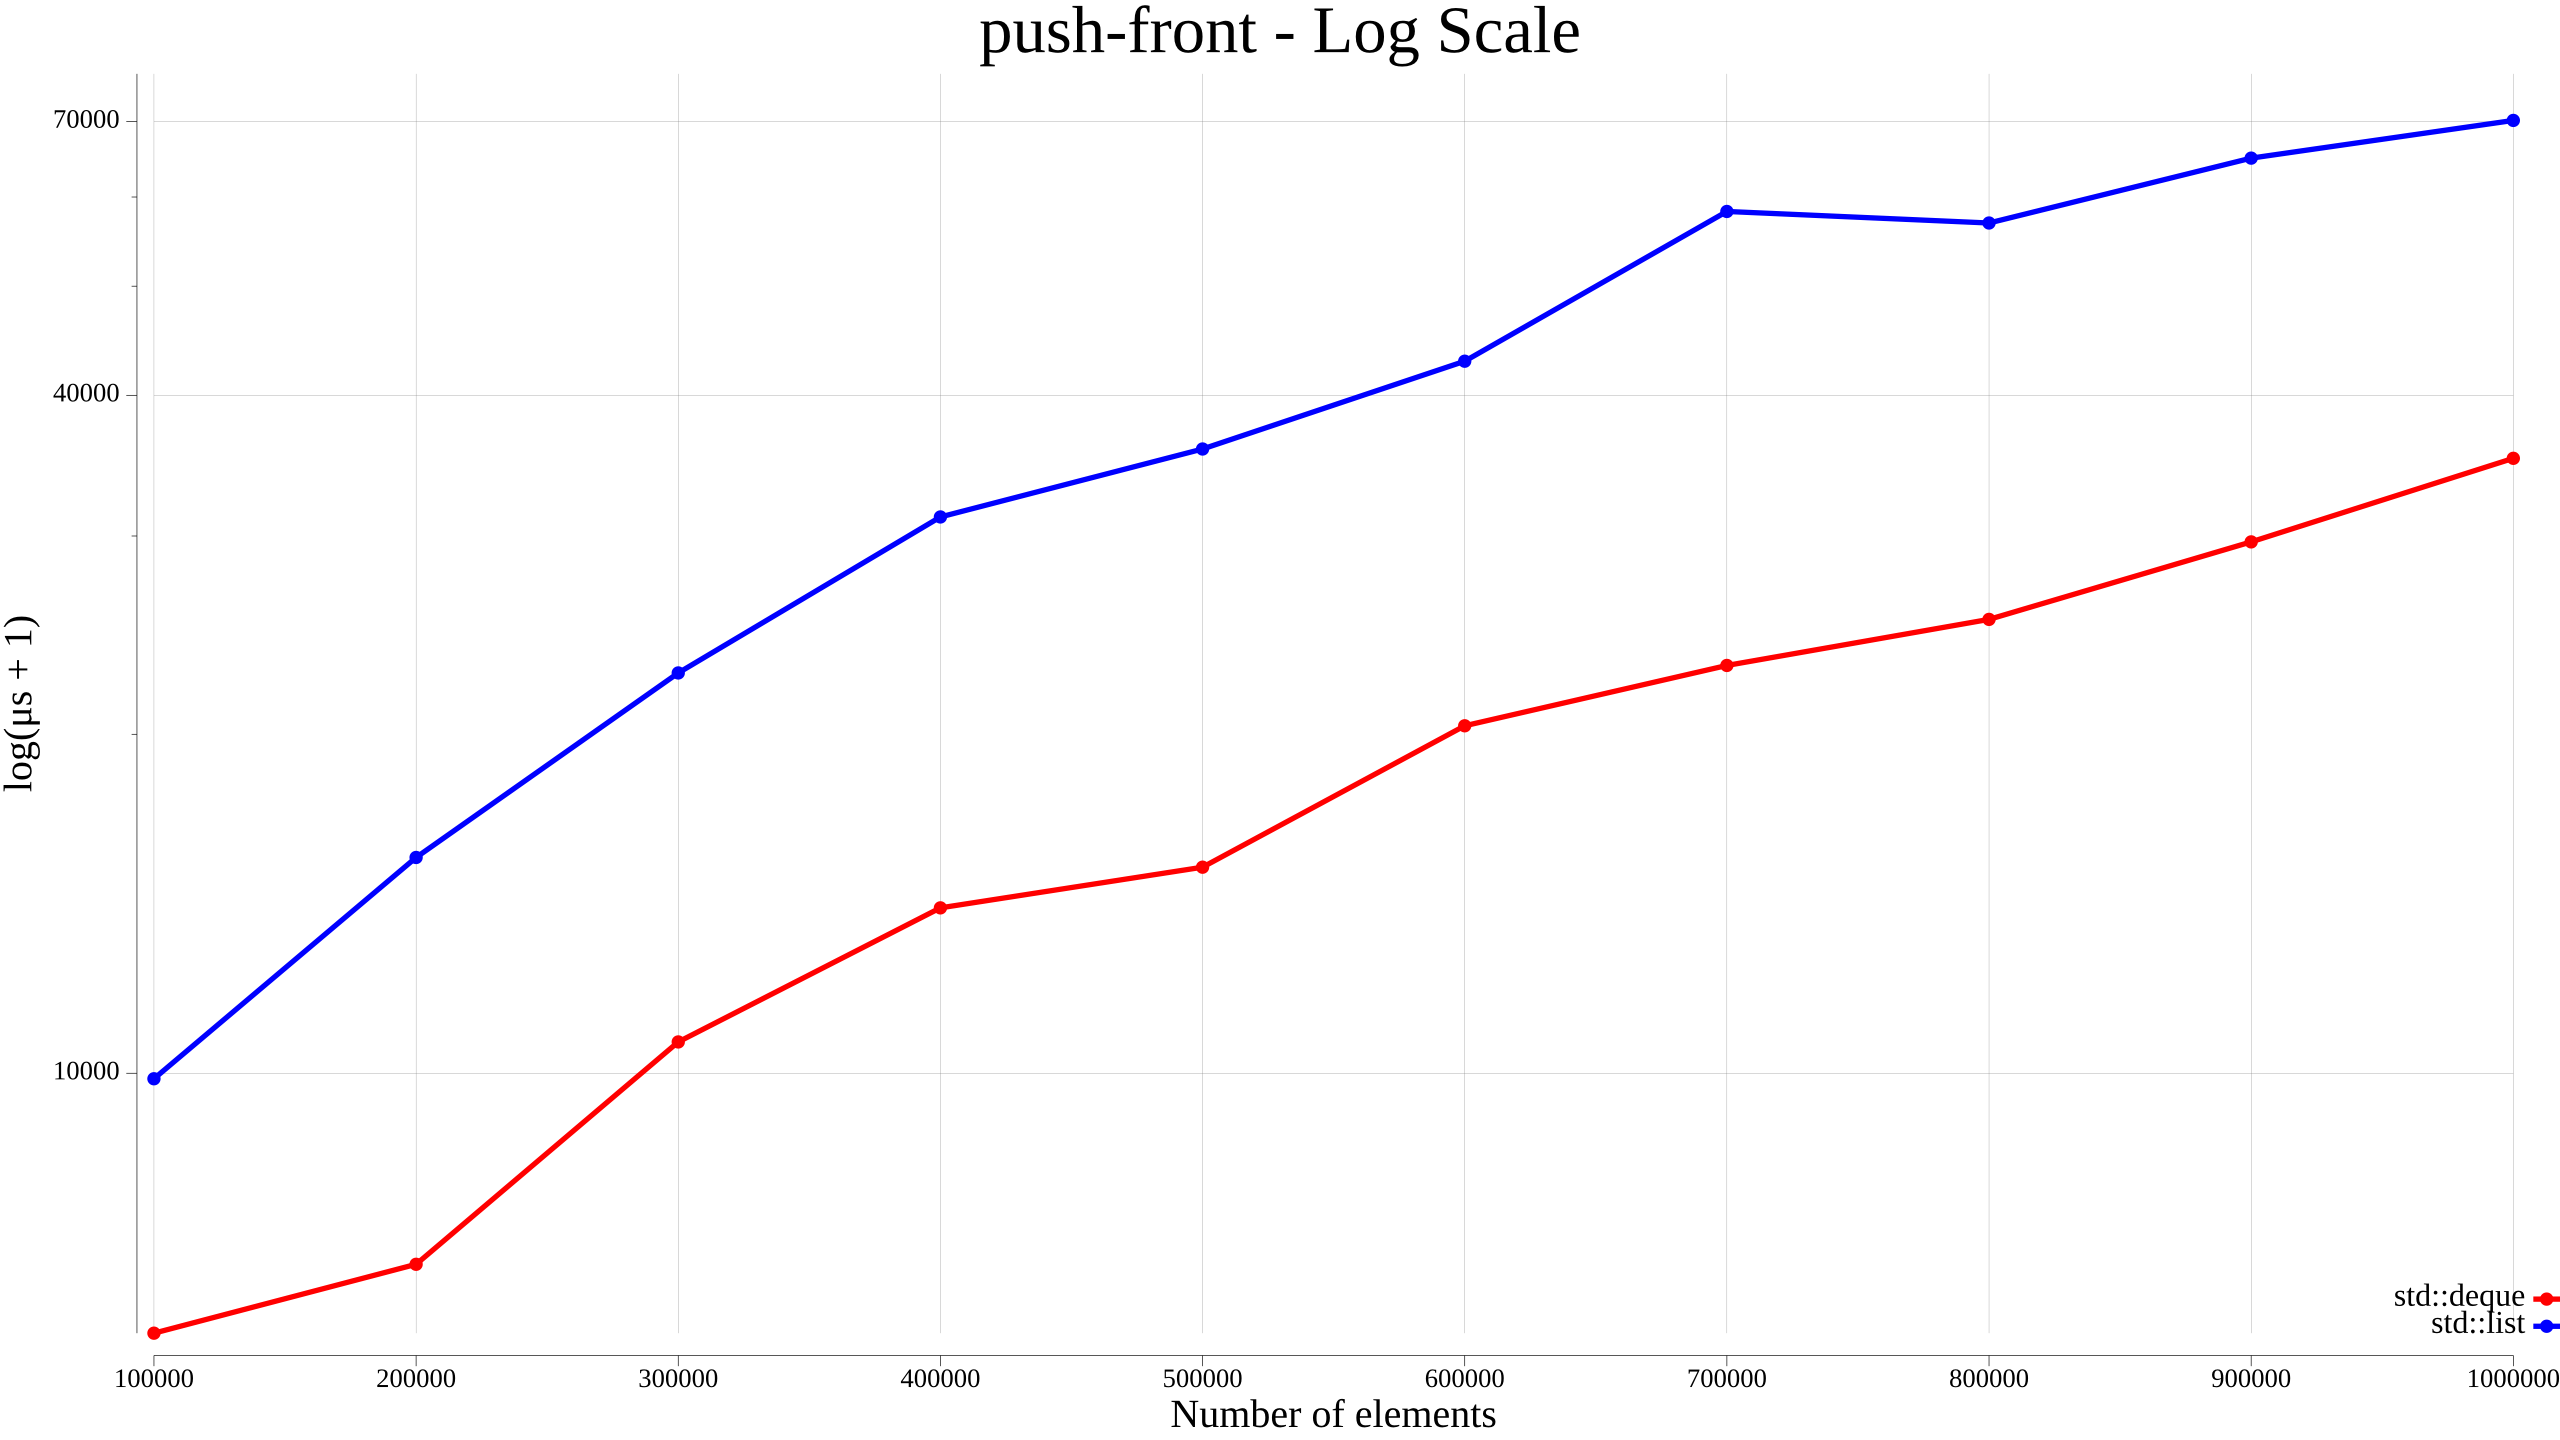 push-front - Log Scale
70000
40000
10000
log(μs + 1)
std::deque
std::list
100000 200000 300000 400000 500000 600000 700000 800000 900000 1000000
Number of elements